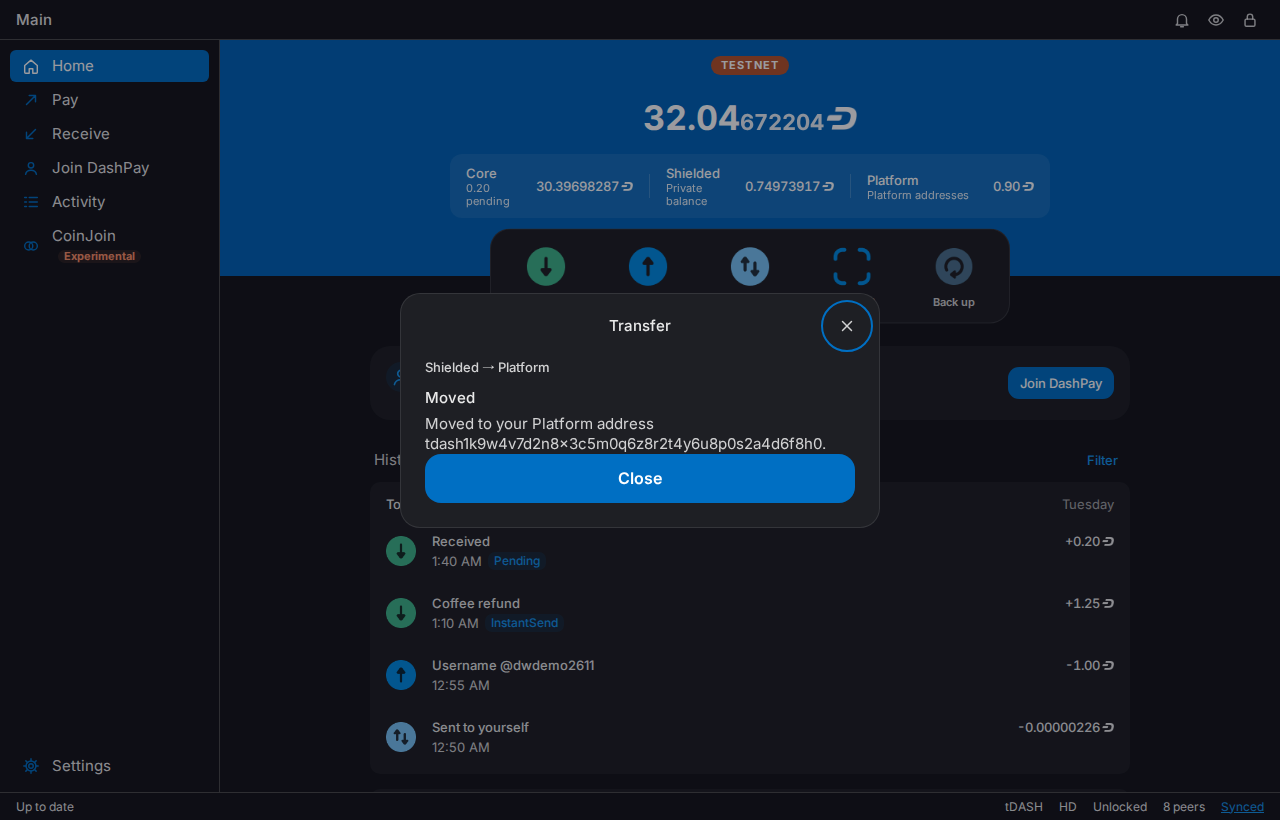 Main
Home
Pay
Receive
Join DashPay
Activity
CoinJoin
Experimental
Settings
TESTNET
32.04672204
Core
0.20
pending
30.39698287
Shielded
Private
balance
0.74973917
Platform
Platform addresses
0.90
Back up
Transfer
Shielded → Platform
Moved
Moved to your Platform address
tdash1k9w4v7d2n8x3c5m0q6z8r2t4y6u8p0s2a4d6f8h0.
Close
Join DashPay
Filter
Tuesday
Received
1:40 AM Pending
+0.20
Coffee refund
1:10 AM InstantSend
+1.25
Username @dwdemo2611
12:55 AM
-1.00
Sent to yourself
12:50 AM
-0.00000226
Up to date
tDASH HD Unlocked 8 peers Synced